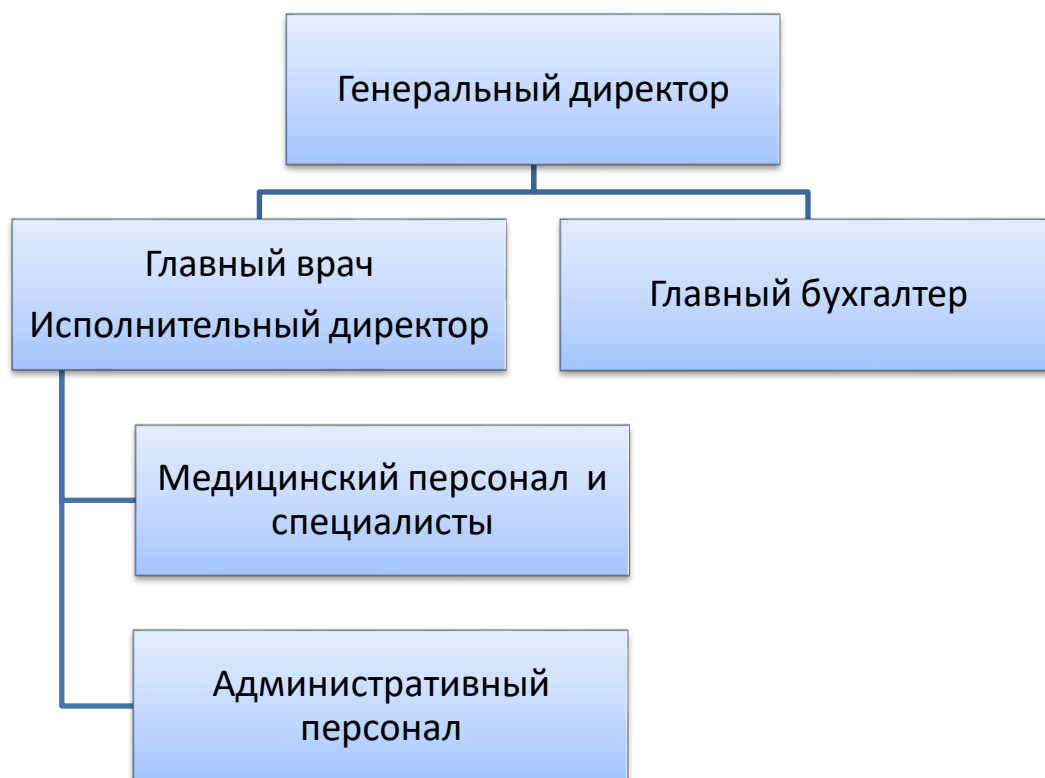 Генеральный директор
Главный врач
Исполнительный директор
Главный бухгалтер
Медицинский персонал и
специалисты
Административный
персонал